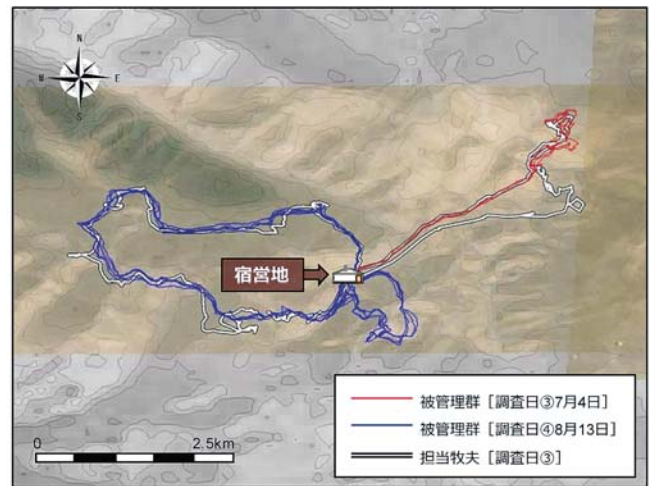 N
W E
S
宿営地
被管理群［調査日③7月4日］
被管理群［調査日④8月13日］
担当牧夫［調査日③］
0 2.5km